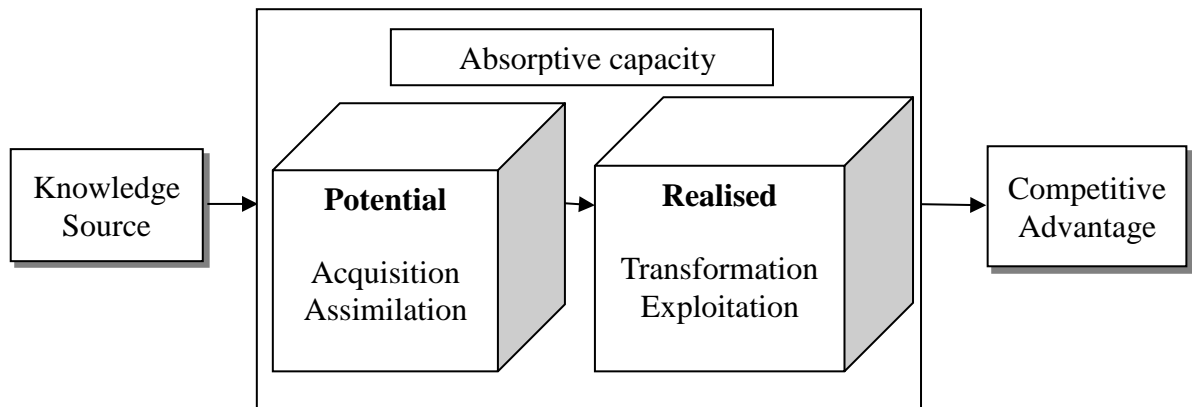 Absorptive capacity
Knowledge
Source
Potential
Acquisition
Assimilation
Realised
Transformation
Exploitation
Competitive
Advantage